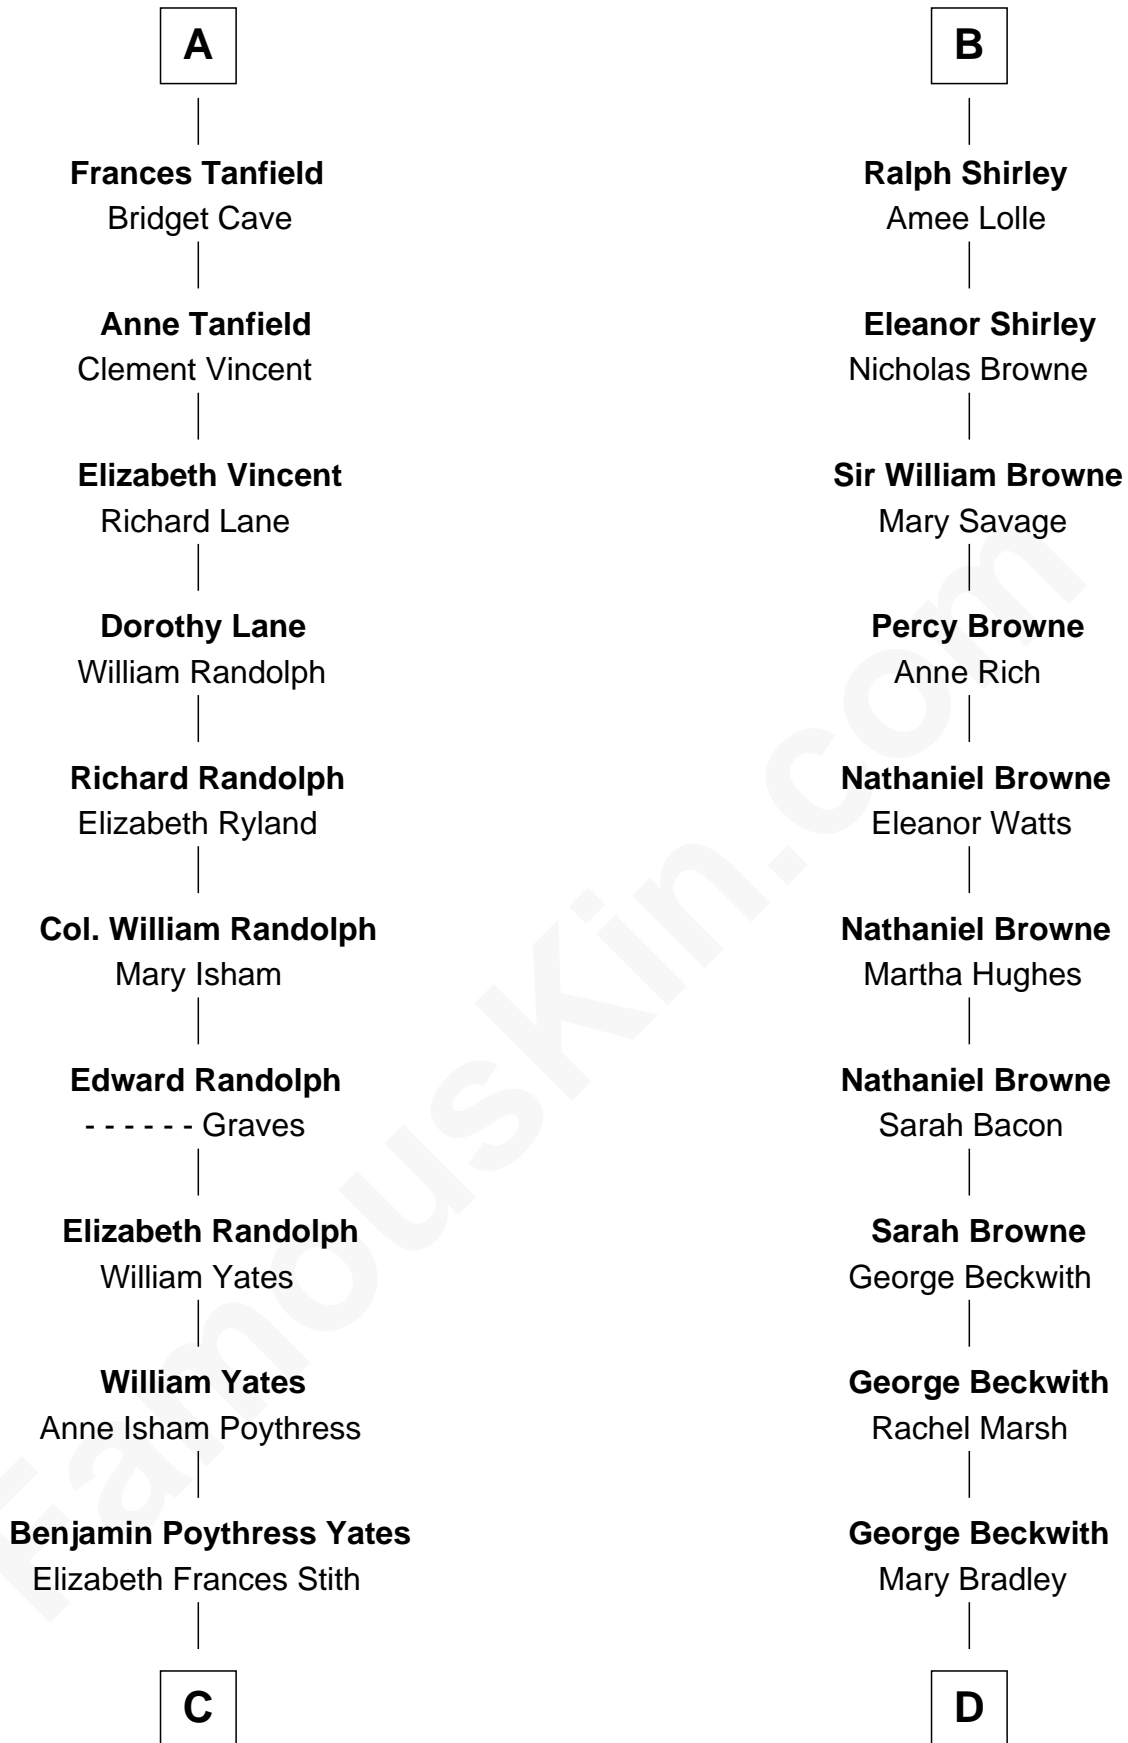 A
Frances Tanfield
Bridget Cave
Anne Tanfield
Clement Vincent
Elizabeth Vincent
Richard Lane
Dorothy Lane
William Randolph
Richard Randolph
Elizabeth Ryland
Col. William Randolph
Mary Isham
Edward Randolph
- - - - - - Graves
Elizabeth Randolph
William Yates
William Yates
Anne Isham Poythress
Benjamin Poythress Yates
Elizabeth Frances Stith
C
B
Ralph Shirley
Amee Lolle
Eleanor Shirley
Nicholas Browne
Sir William Browne
Mary Savage
Percy Browne
Anne Rich
Nathaniel Browne
Eleanor Watts
Nathaniel Browne
Martha Hughes
Nathaniel Browne
Sarah Bacon
Sarah Browne
George Beckwith
George Beckwith
Rachel Marsh
George Beckwith
Mary Bradley
D
FamousKin.com